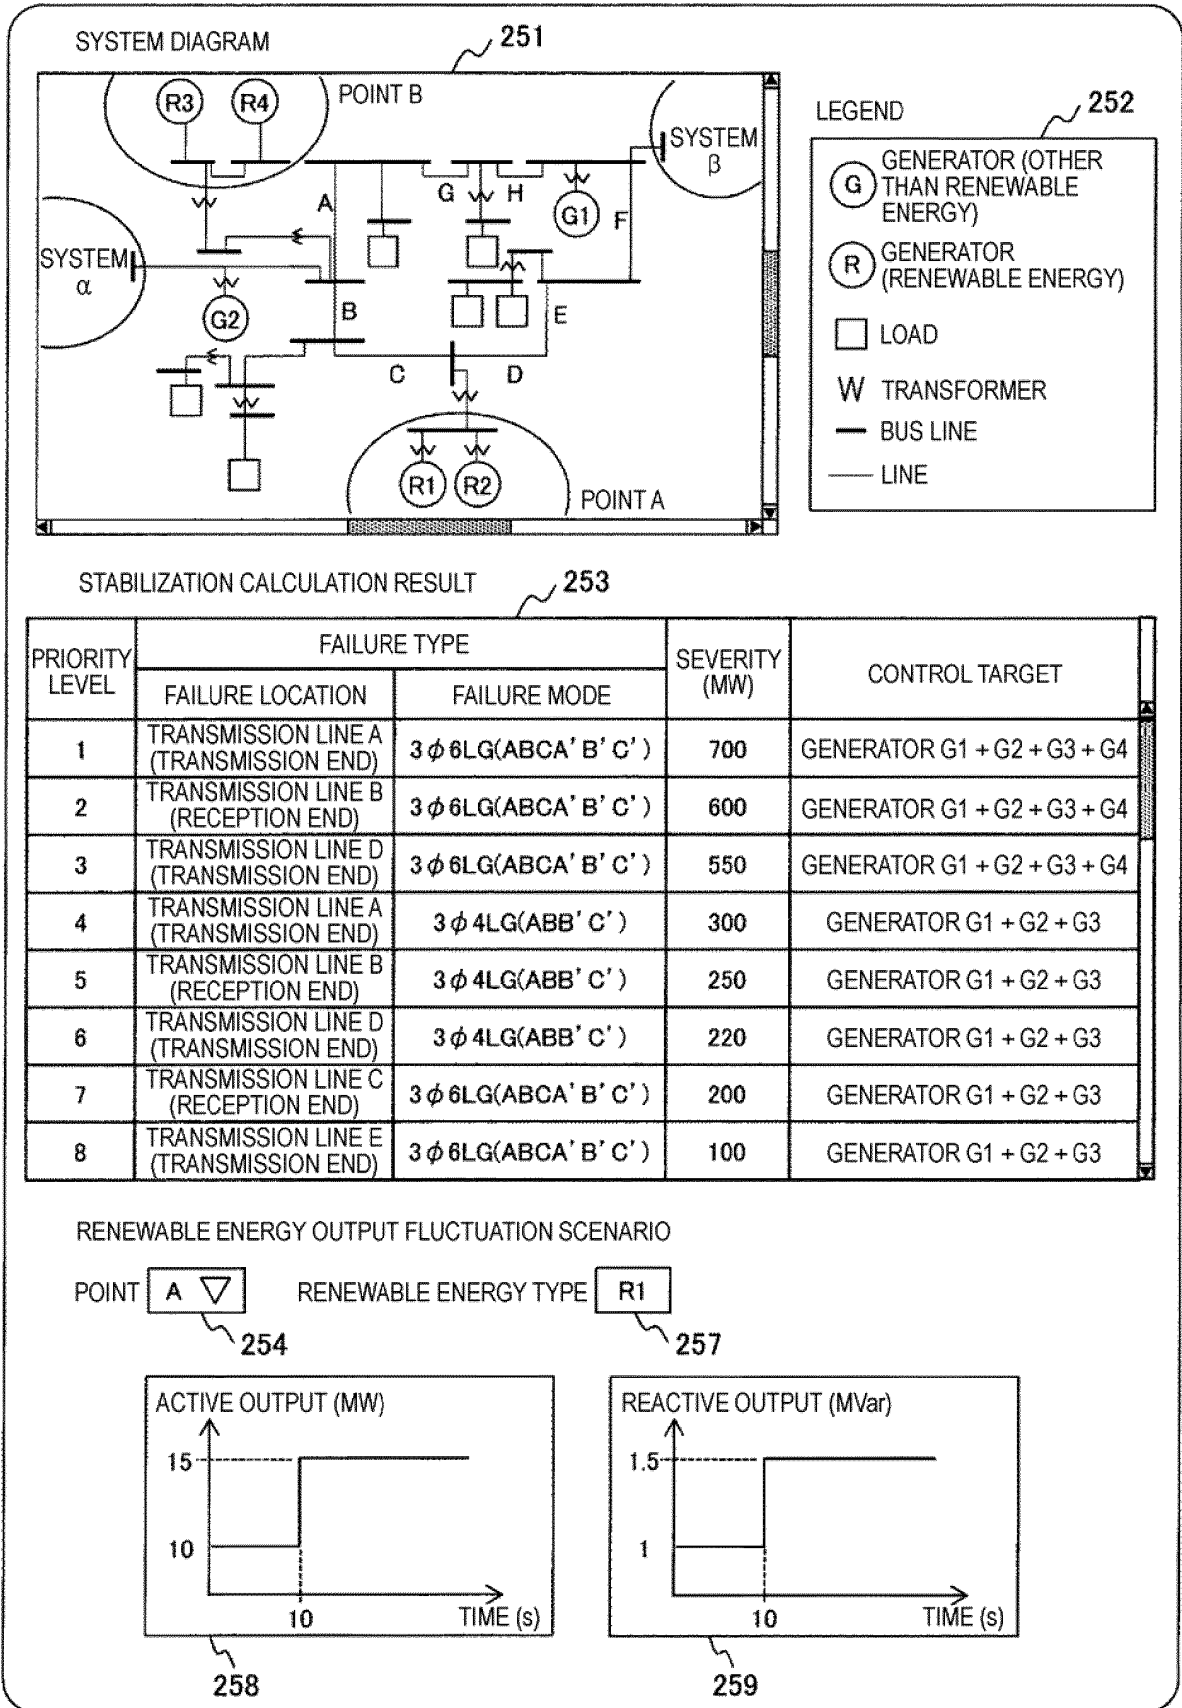 SYSTEM DIAGRAM
251
R3
R4
POINT B
SYSTEM
β
A
G
H
G1
F
SYSTEM
α
G2
B
E
C
D
R1
R2
POINT A
LEGEND
252
G
GENERATOR (OTHER
THAN RENEWABLE
ENERGY)
R
GENERATOR
(RENEWABLE ENERGY)
LOAD
W TRANSFORMER
BUS LINE
LINE
STABILIZATION CALCULATION RESULT
253
PRIORITY
LEVEL
FAILURE TYPE
FAILURE LOCATION
FAILURE MODE
SEVERITY
(MW)
CONTROL TARGET
1
TRANSMISSION LINE A
(TRANSMISSION END)
3φ6LG(ABCA'B'C')
700
GENERATOR G1 + G2 + G3 + G4
2
TRANSMISSION LINE B
(RECEPTION END)
3φ6LG(ABCA'B'C')
600
GENERATOR G1 + G2 + G3 + G4
3
TRANSMISSION LINE D
(TRANSMISSION END)
3φ6LG(ABCA'B'C')
550
GENERATOR G1 + G2 + G3 + G4
4
TRANSMISSION LINE A
(TRANSMISSION END)
3φ4LG(ABB'C')
300
GENERATOR G1 + G2 + G3
5
TRANSMISSION LINE B
(RECEPTION END)
3φ4LG(ABB'C')
250
GENERATOR G1 + G2 + G3
6
TRANSMISSION LINE D
(TRANSMISSION END)
3φ4LG(ABB'C')
220
GENERATOR G1 + G2 + G3
7
TRANSMISSION LINE C
(RECEPTION END)
3φ6LG(ABCA'B'C')
200
GENERATOR G1 + G2 + G3
8
TRANSMISSION LINE E
(TRANSMISSION END)
3φ6LG(ABCA'B'C')
100
GENERATOR G1 + G2 + G3
RENEWABLE ENERGY OUTPUT FLUCTUATION SCENARIO
POINT A ▽ RENEWABLE ENERGY TYPE R1
254
257
ACTIVE OUTPUT (MW)
15
10
10
TIME (s)
258
REACTIVE OUTPUT (MVar)
1.5
1
10
TIME (s)
259